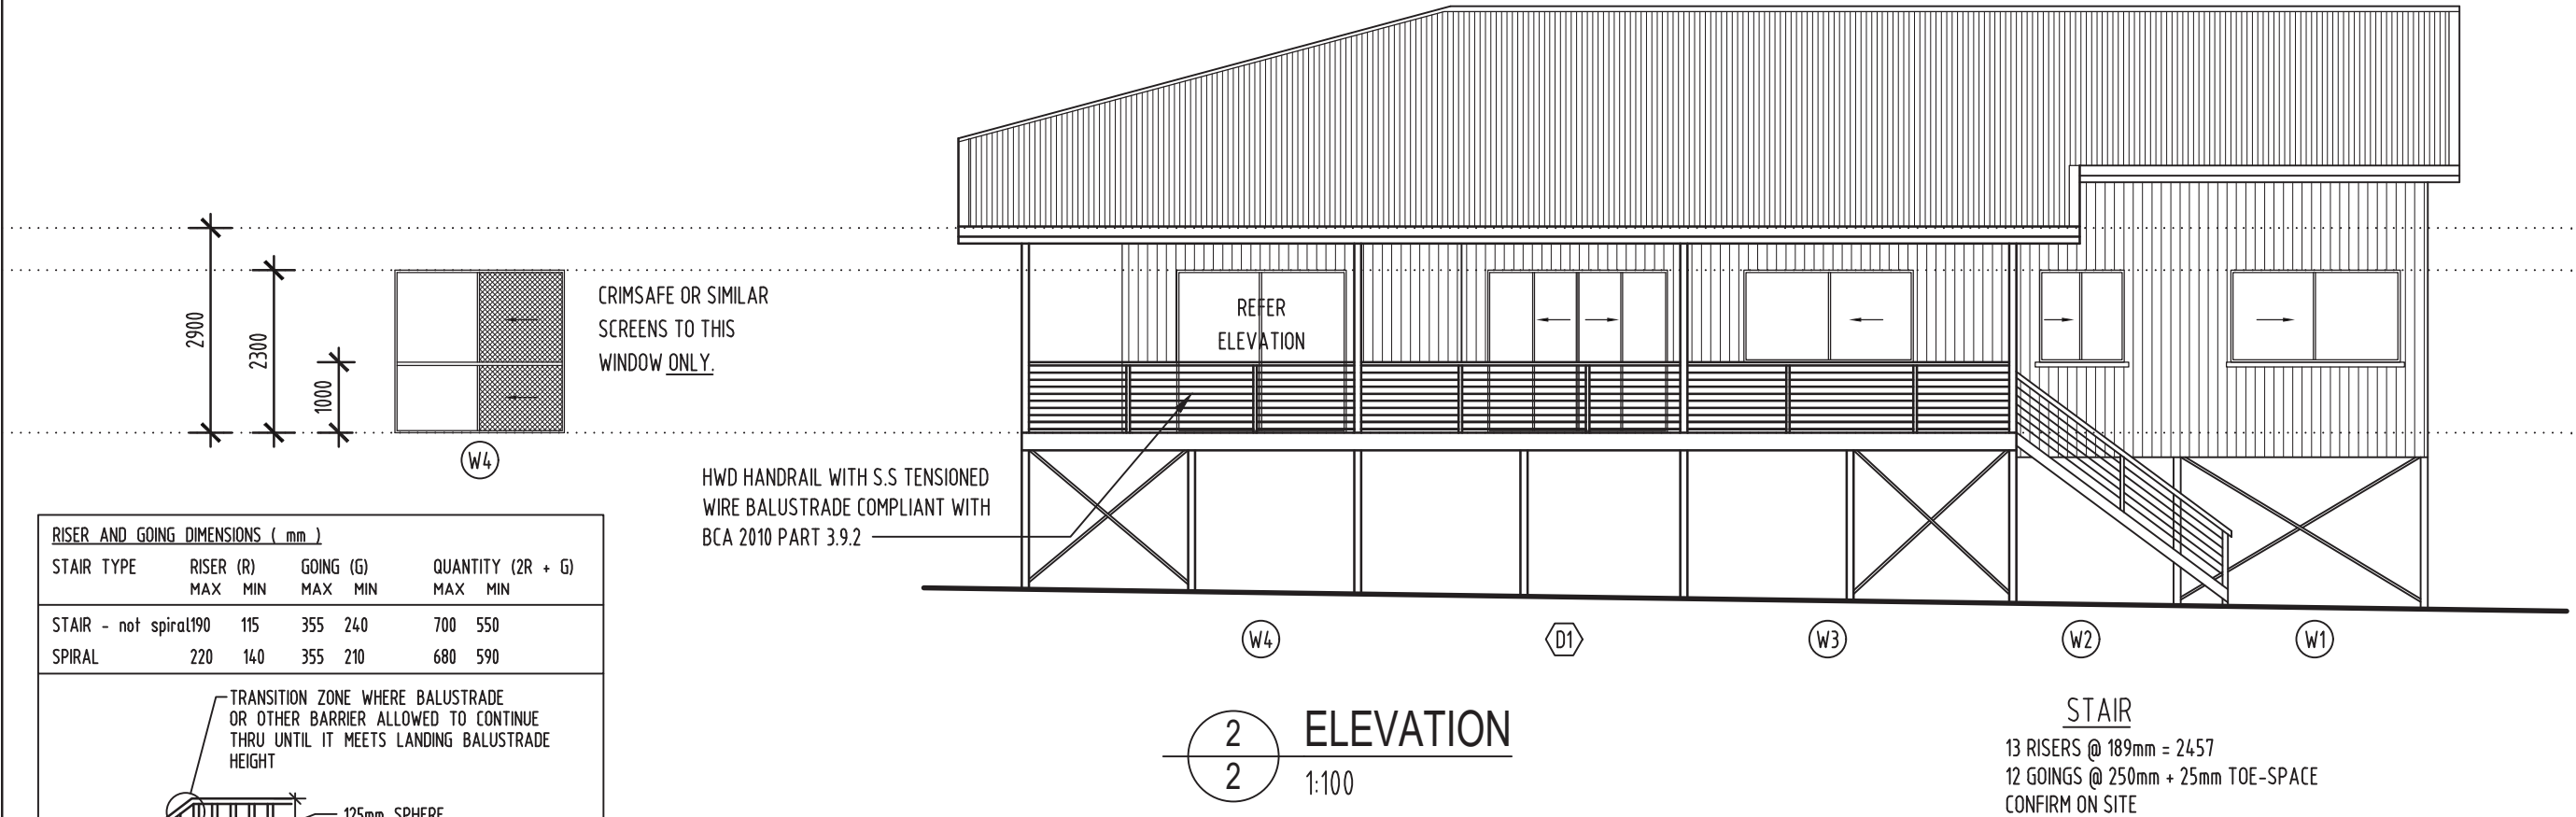 2900
2300
1000
CRIMSAFE OR SIMILAR
SCREENS TO THIS
WINDOW ONLY.
W4
REFER
ELEVATION
HWD HANDRAIL WITH S.S TENSIONED
WIRE BALUSTRADE COMPLIANT WITH
BCA 2010 PART 3.9.2
RISER AND GOING DIMENSIONS ( mm )
STAIR TYPE RISER (R) GOING (G) QUANTITY (2R + G)
MAX MIN MAX MIN MAX MIN
STAIR - not spiral190 115 355 240 700 550
SPIRAL 220 140 355 210 680 590
TRANSITION ZONE WHERE BALUSTRADE
OR OTHER BARRIER ALLOWED TO CONTINUE
THRU UNTIL IT MEETS LANDING BALUSTRADE
HEIGHT
125mm SPHERE
W4 D1 W3 W2 W1
2 ELEVATION
2 1:100
STAIR
13 RISERS @ 189mm = 2457
12 GOINGS @ 250mm + 25mm TOE-SPACE
CONFIRM ON SITE